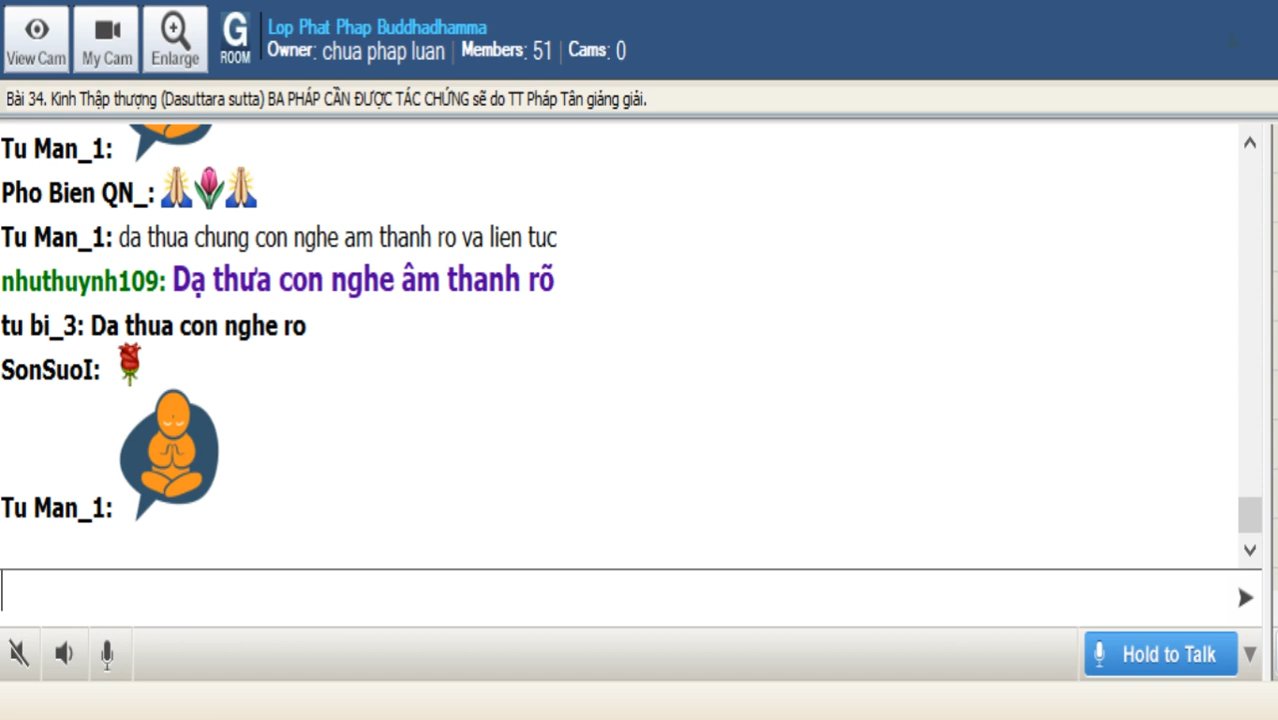 View Cam My Cam Enlarge G ROOM
Lop Phat Phap Buddhadhamma
Owner: chua phap luan | Members: 51 | Cams: 0
Bài 34. Kinh Thập thượng (Dasuttara sutta) BA PHÁP CẦN ĐƯỢC TÁC CHỨNG sẽ do TT Pháp Tân giảng giải.
Tu Man_1:
Pho Bien QN_:
Tu Man_1: da thua chung con nghe am thanh ro va lien tuc
nhuthuynh109: Dạ thưa con nghe âm thanh rõ
tu bi_3: Da thua con nghe ro
SonSuoI:
Tu Man_1:
Hold to Talk